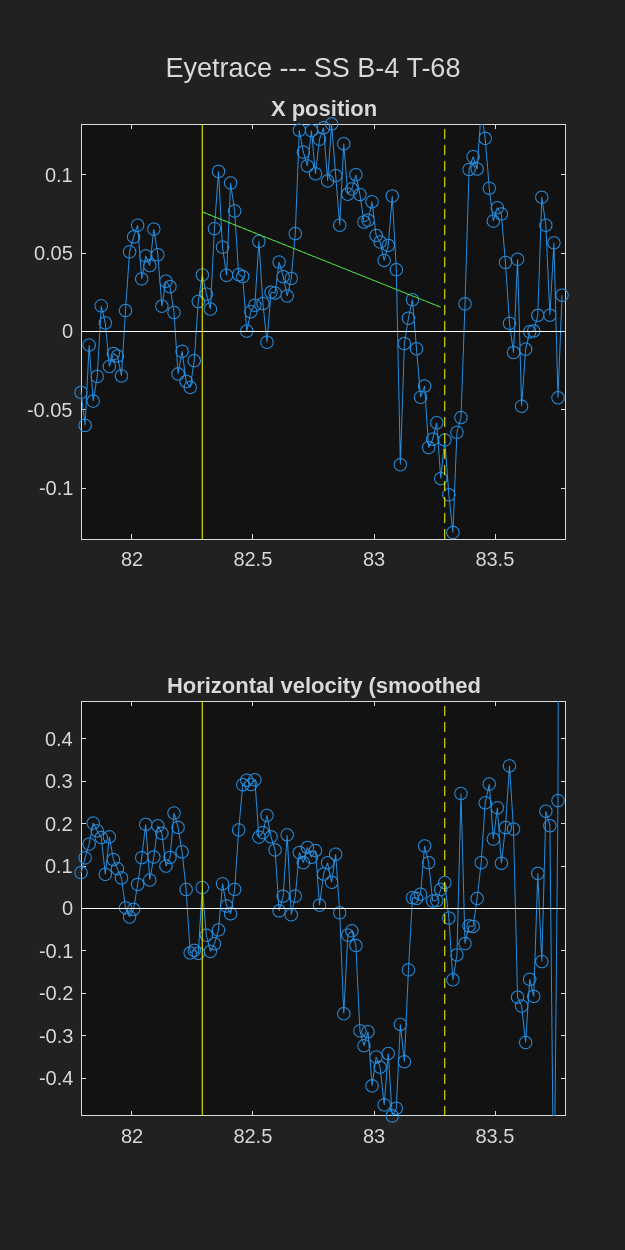 Eyetrace --- SS B-4 T-68
X position
0.1
0.05
0
-0.05
-0.1
82 82.5 83 83.5
Horizontal velocity (smoothed
0.4
0.3
0.2
0.1
0
-0.1
-0.2
-0.3
-0.4
82 82.5 83 83.5